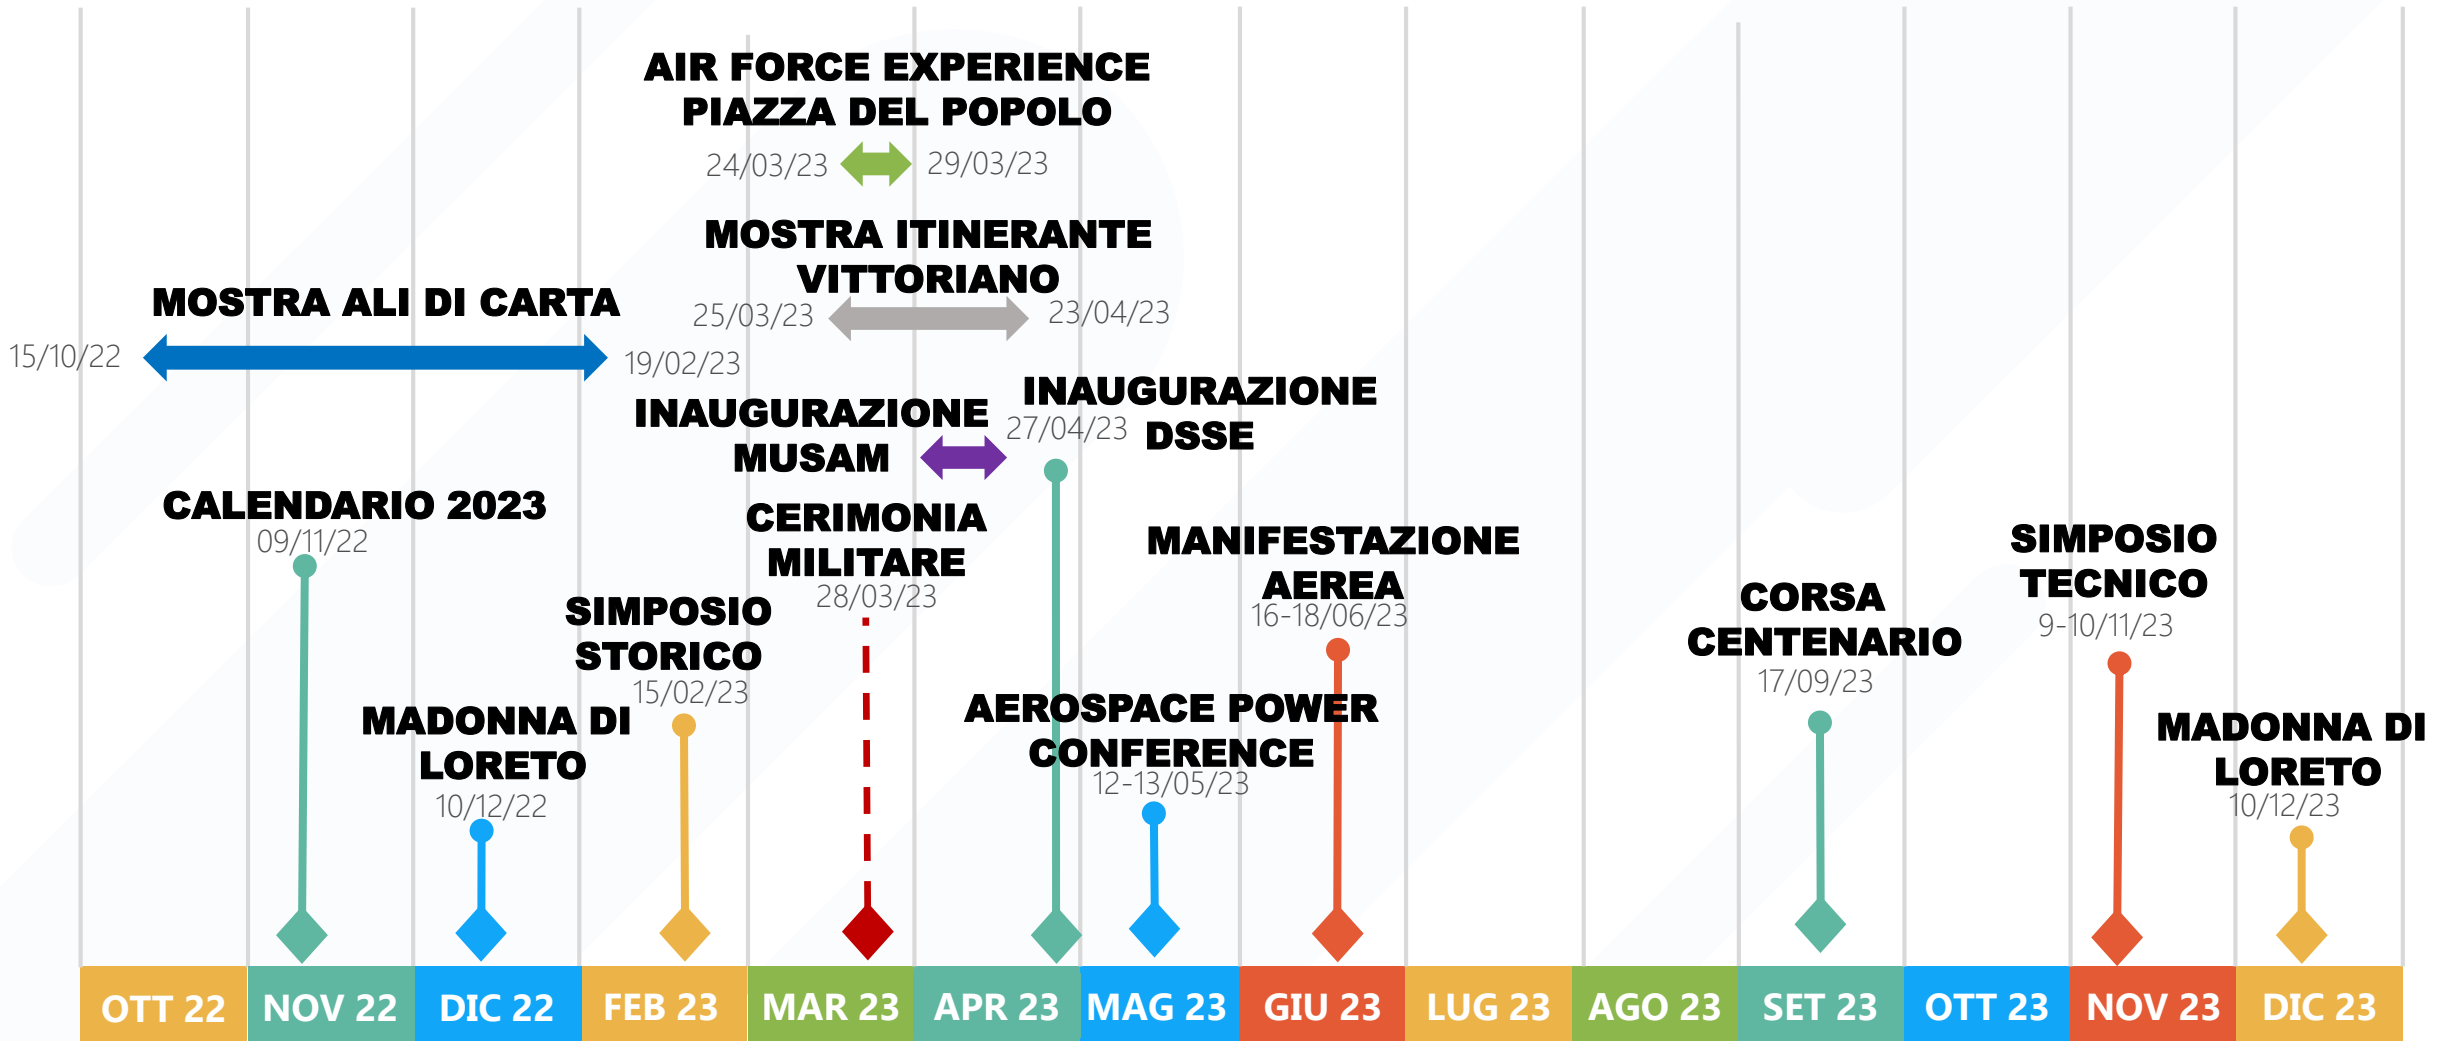 AIR FORCE EXPERIENCE
PIAZZA DEL POPOLO
24/03/23
29/03/23
MOSTRA ITINERANTE
VITTORIANO
25/03/23
23/04/23
MOSTRA ALI DI CARTA
15/10/22
19/02/23
INAUGURAZIONE
MUSAM
INAUGURAZIONE
DSSE
27/04/23
CALENDARIO 2023
09/11/22
CERIMONIA
MILITARE
28/03/23
MANIFESTAZIONE
AEREA
16-18/06/23
SIMPOSIO
TECNICO
9-10/11/23
SIMPOSIO
STORICO
15/02/23
CORSA
CENTENARIO
17/09/23
MADONNA DI
LORETO
10/12/22
AEROSPACE POWER
CONFERENCE
12-13/05/23
MADONNA DI
LORETO
10/12/23
OTT 22
NOV 22
DIC 22
FEB 23
MAR 23
APR 23
MAG 23
GIU 23
LUG 23
AGO 23
SET 23
OTT 23
NOV 23
DIC 23